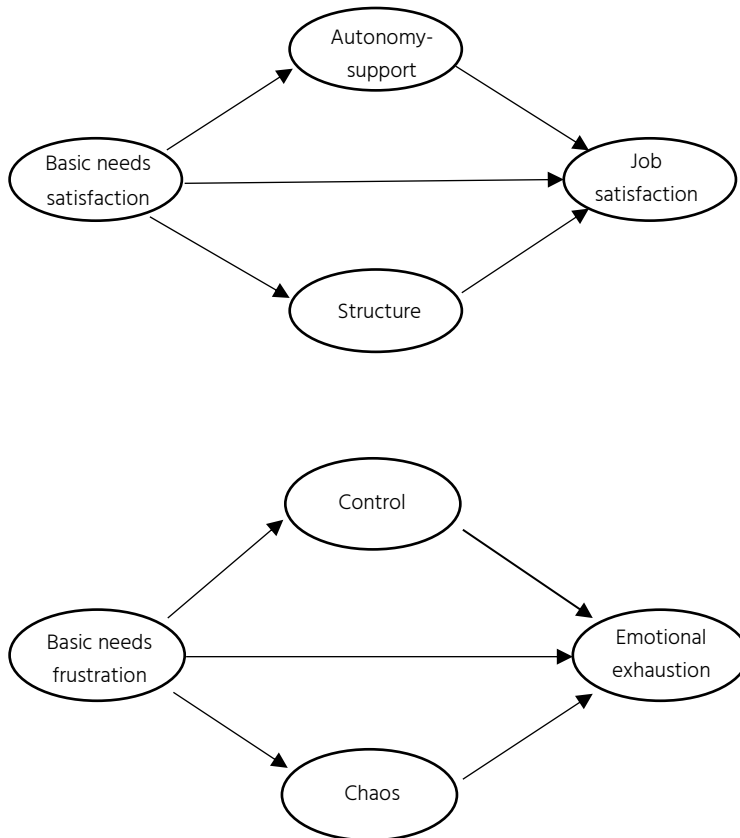 Autonomy-
support
Basic needs
satisfaction
Job
satisfaction
Structure
Control
Basic needs
frustration
Emotional
exhaustion
Chaos